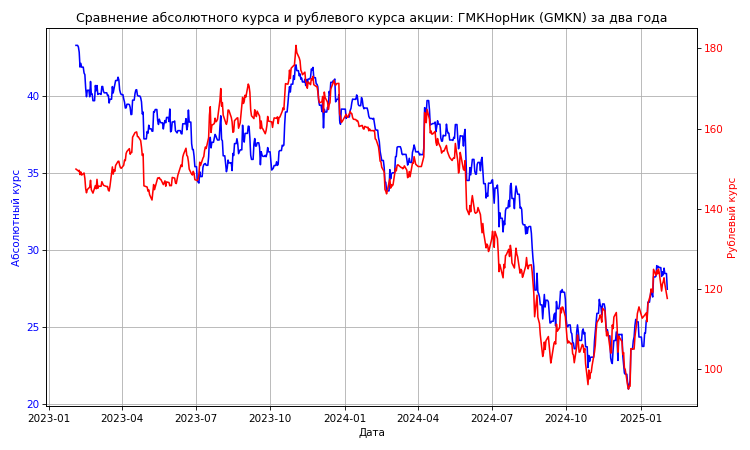 Сравнение абсолютного курса и рублевого курса акции: ГМКНорНик (GMKN) за два года
Абсолютный курс
40
35
30
25
20
180
160
140
120
100
Рублевый курс
2023-01 2023-04 2023-07 2023-10 2024-01 2024-04 2024-07 2024-10 2025-01
Дата